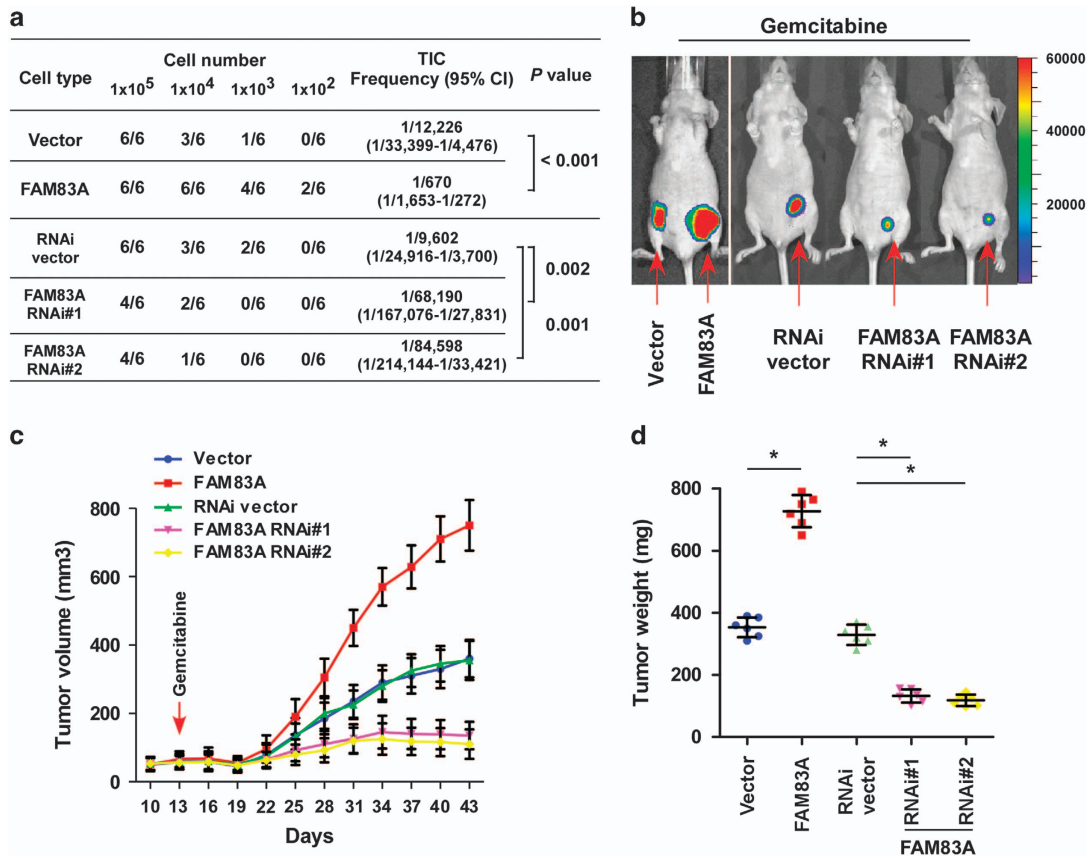 a
Cell type
Cell number
1x10⁵ 1x10⁴ 1x10³ 1x10²
TIC
Frequency (95% CI)
P value
Vector 6/6 3/6 1/6 0/6 1/12,226
(1/33,399-1/4,476)
< 0.001
FAM83A 6/6 6/6 4/6 2/6 1/670
(1/1,653-1/272)
RNAi
vector 6/6 3/6 2/6 0/6 1/9,602
(1/24,916-1/3,700)
0.002
FAM83A
RNAi#1 4/6 2/6 0/6 0/6 1/68,190
(1/167,076-1/27,831)
0.001
FAM83A
RNAi#2 4/6 1/6 0/6 0/6 1/84,598
(1/214,144-1/33,421)
b
Gemcitabine
60000
40000
20000
Vector
FAM83A
RNAi
vector
FAM83A
RNAi#1
FAM83A
RNAi#2
c
Vector
FAM83A
RNAi vector
FAM83A RNAi#1
FAM83A RNAi#2
Tumor volume (mm3)
800
600
400
200
0
Gemcitabine
10 13 16 19 22 25 28 31 34 37 40 43
Days
d
Tumor weight (mg)
800
600
400
200
0
*
*
*
Vector
FAM83A
RNAi
vector
RNAi#1
RNAi#2
FAM83A